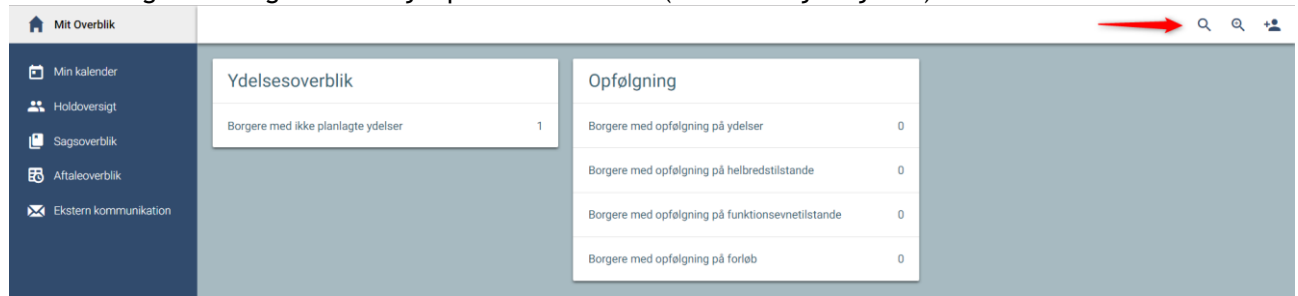 Mit Overblik
Min kalender
Holdoversigt
Sagsoverblik
Aftaleoverblik
Ekstern kommunikation
Ydelsesoverblik
Borgere med ikke planlagte ydelser 1
Opfølgning
Borgere med opfølgning på ydelser 0
Borgere med opfølgning på helbredstilstande 0
Borgere med opfølgning på funktionsevnetilstande 0
Borgere med opfølgning på forløb 0